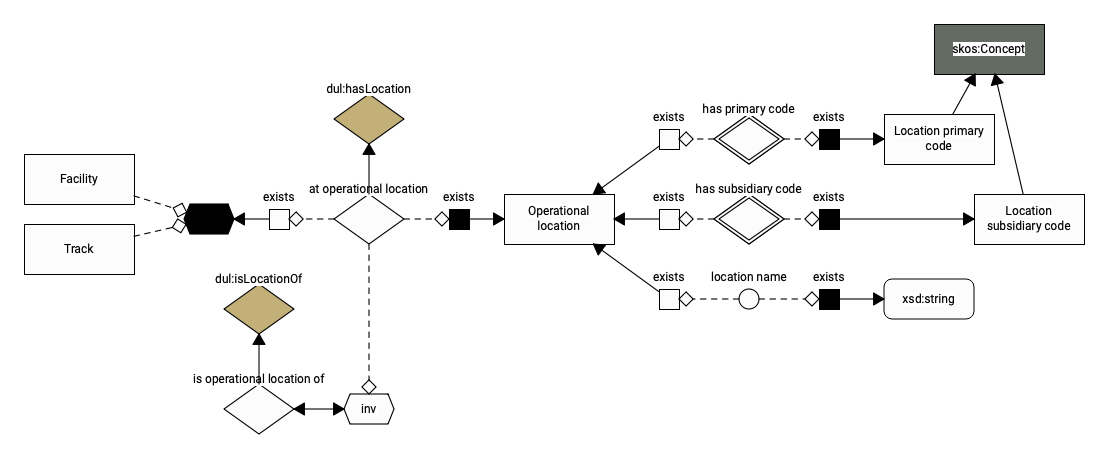 skos:Concept
dul:hasLocation
has primary code
exists
exists
Location primary
code
Facility
at operational location
exists
exists
has subsidiary code
exists
exists
Operational
location
Location
subsidiary code
Track
dul:isLocationOf
exists
location name
exists
xsd:string
is operational location of
inv